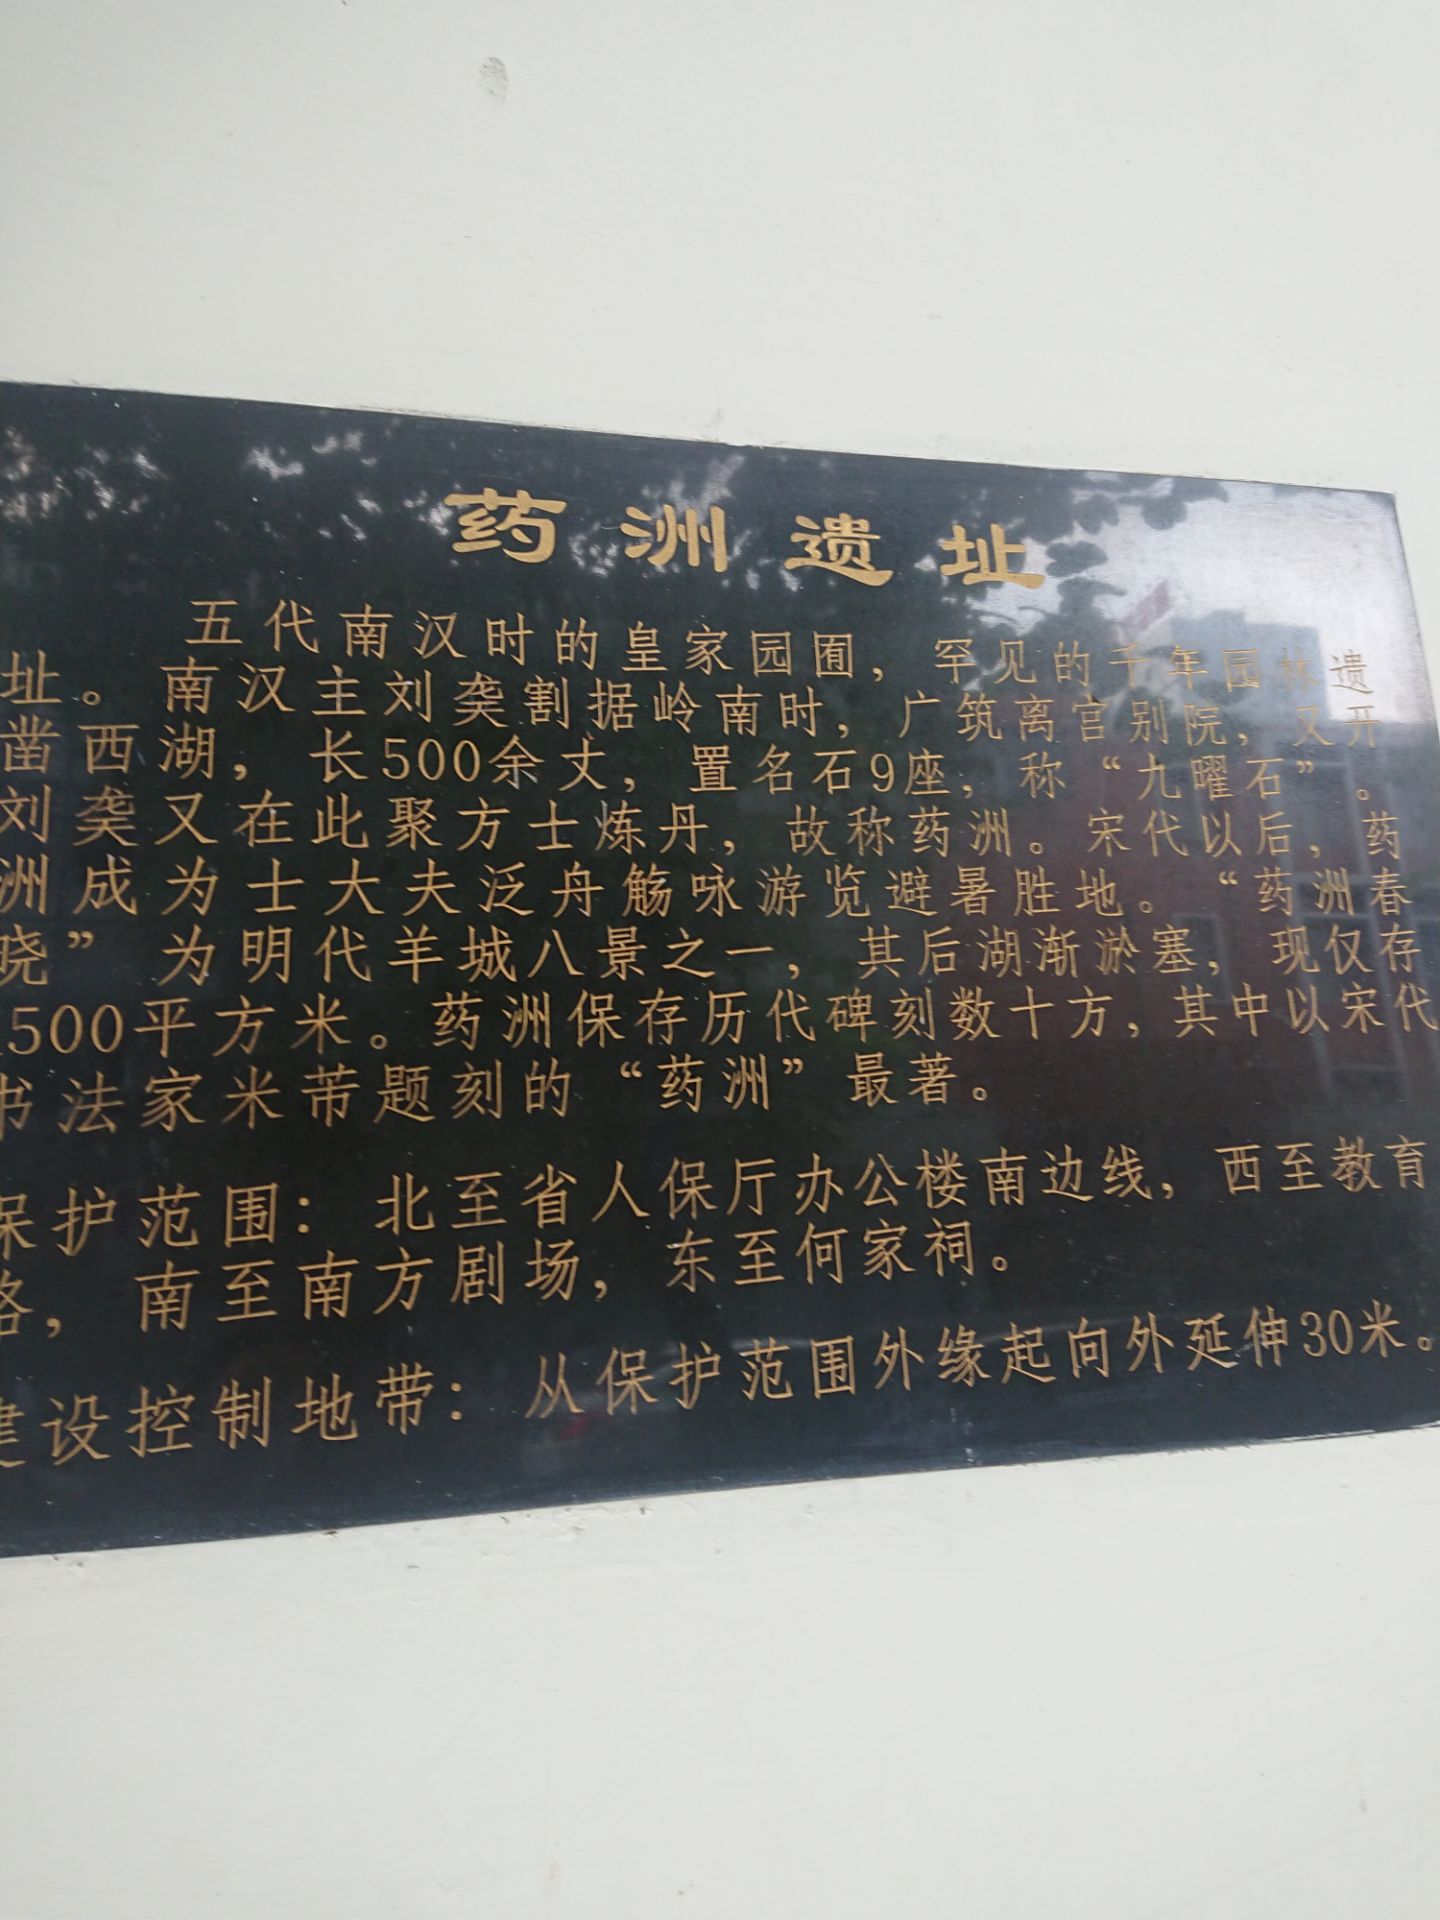 药洲遗址
五代南汉时的皇家园囿，罕见的千年园林遗
址。南汉主刘䶮割据岭南时，广筑离宫别院，又开
凿西湖，长500余丈，置名石9座，称“九曜石”。
刘䶮又在此聚方士炼丹，故称药洲。宋代以后，药
洲成为士大夫泛舟觞咏游览避暑胜地。“药洲春
晓”为明代羊城八景之一，其后湖渐淤塞，现仅存
500平方米。药洲保存历代碑刻数十方，其中以宋代
书法家米芾题刻的“药洲”最著。
保护范围：北至省人保厅办公楼南边线，西至教育
路，南至南方剧场，东至何家祠。
建设控制地带：从保护范围外缘起向外延伸30米。